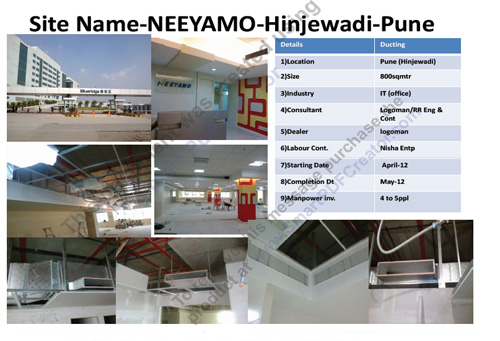 Site Name-NEEYAMO-Hinjewadi-Pune
Details Ducting
1)Location Pune (Hinjewadi)
2)Size 800sqmtr
3)Industry IT (office)
4)Consultant Logoman/RR Eng & Cont
5)Dealer logoman
6)Labour Cont. Nisha Entp
7)Starting Date April-12
8)Completion Dt May-12
9)Manpower inv. 4 to 5ppl
NEEYAMO